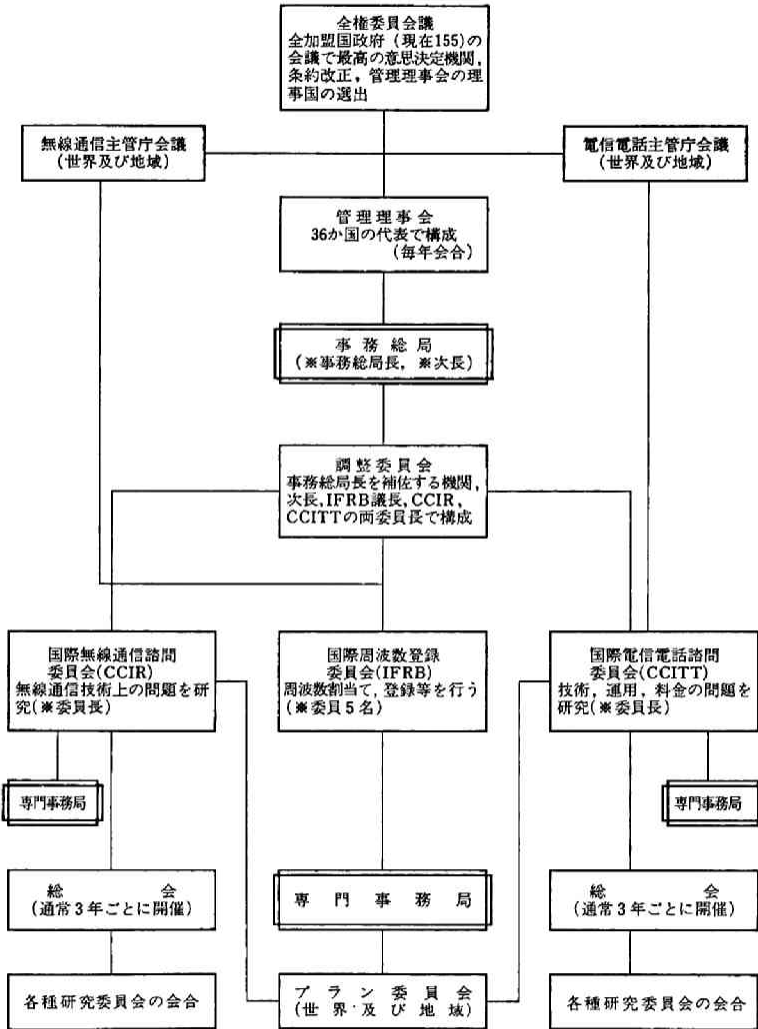 全権委員会議
全加盟国政府(現在155)の
会議で最高の意思決定機関,
条約改正,管理理事会の理
事国の選出
無線通信主管庁会議
(世界及び地域)
電信電話主管庁会議
(世界及び地域)
管理理事会
36か国の代表で構成
(毎年会合)
事務総局
(※事務総局長,※次長)
調整委員会
事務総局長を補佐する機関,
次長,IFRB議長,CCIR,
CCITTの両委員長で構成
国際無線通信諮問
委員会(CCIR)
無線通信技術上の問題を研
究(※委員長)
国際周波数登録
委員会(IFRB)
周波数割当て,登録等を行う
(※委員5名)
国際電信電話諮問
委員会(CCITT)
技術,運用,料金の問題を
研究(※委員長)
専門事務局
専門事務局
総会
(通常3年ごとに開催)
専門事務局
総会
(通常3年ごとに開催)
各種研究委員会の会合
プラン委員会
(世界及び地域)
各種研究委員会の会合